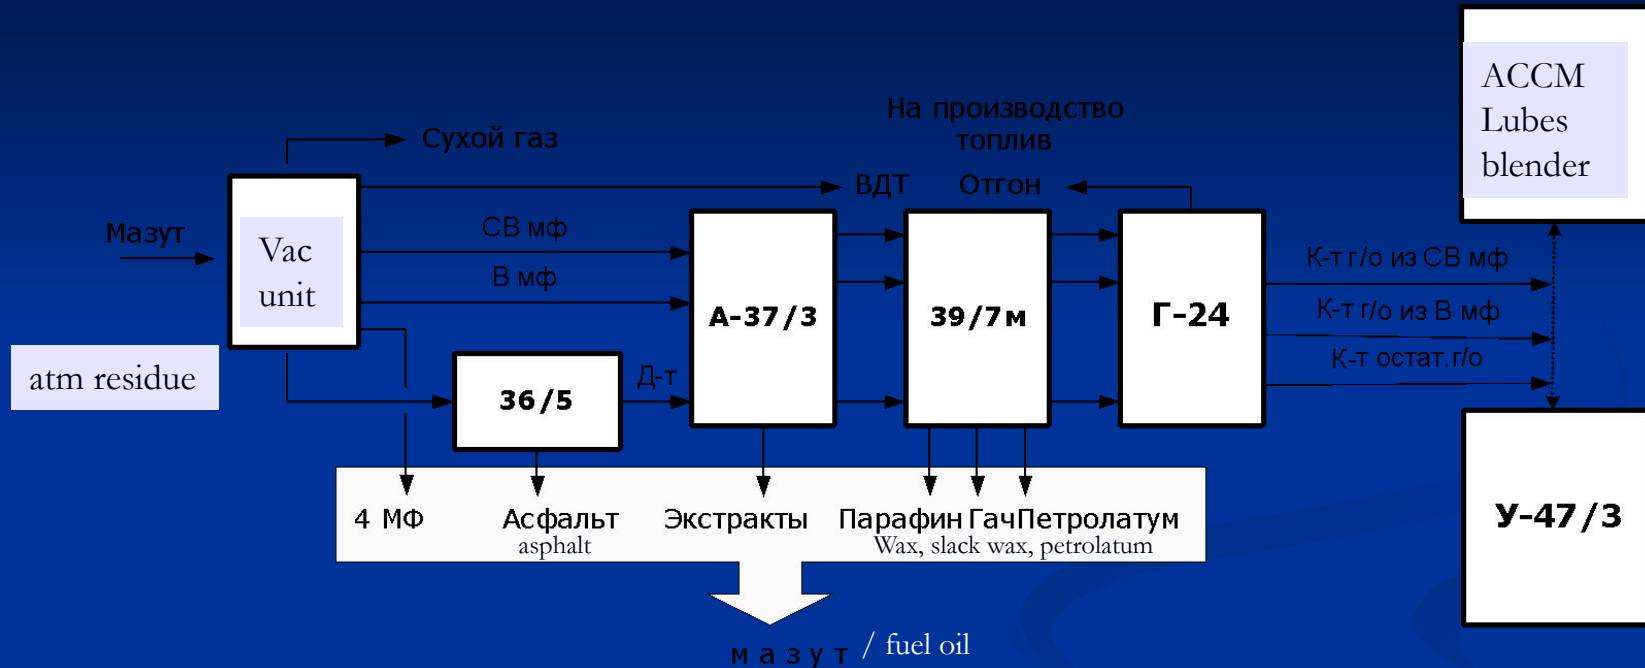 ACCM
Lubes
blender
На производство
топлив
Сухой газ
ВДТ
Отгон
Мазут
Vac
unit
СВ мф
В мф
А-37/3
39/7м
Г-24
К-т г/о из СВ мф
К-т г/о из В мф
К-т остат.г/о
atm residue
36/5
Д-т
4 МФ
Асфальт
asphalt
Экстракты
Парафин Гач Петролатум
Wax, slack wax, petrolatum
У-47/3
мазут / fuel oil